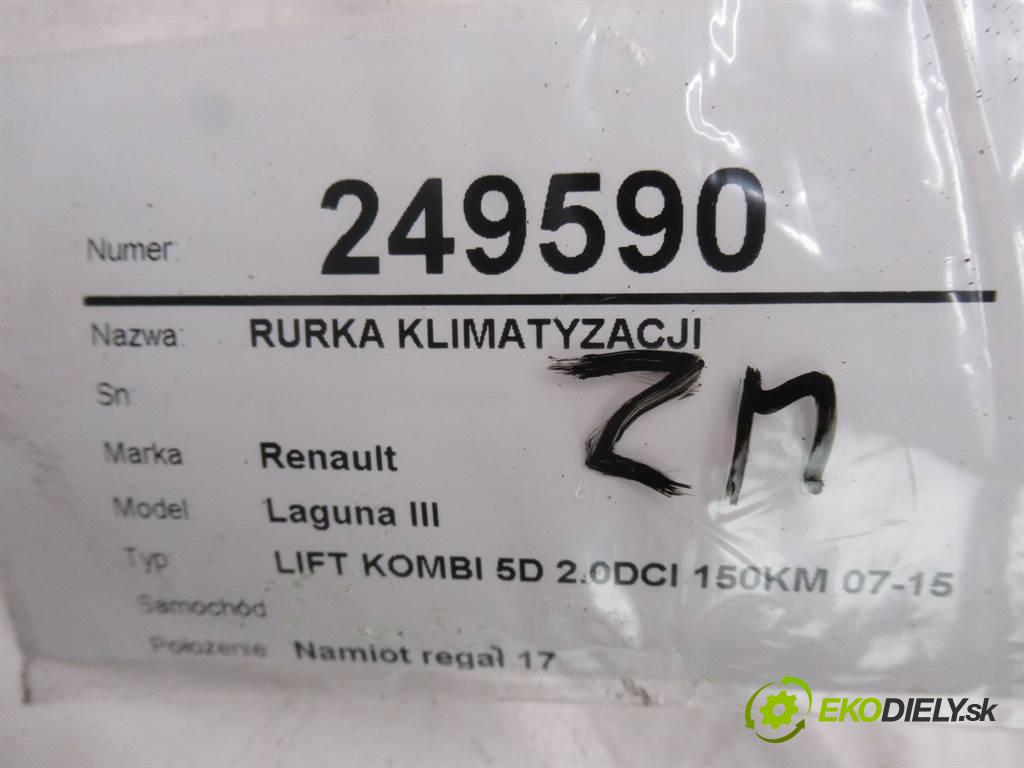 Numer: 249590
Nazwa: RURKA KLIMATYZACJI
Sn
ZM
Marka Renault
Model Laguna III
Typ LIFT KOMBI 5D 2.0DCI 150KM 07-15
Samochód
Położenie Namiot regał 17
EKODIELY.sk